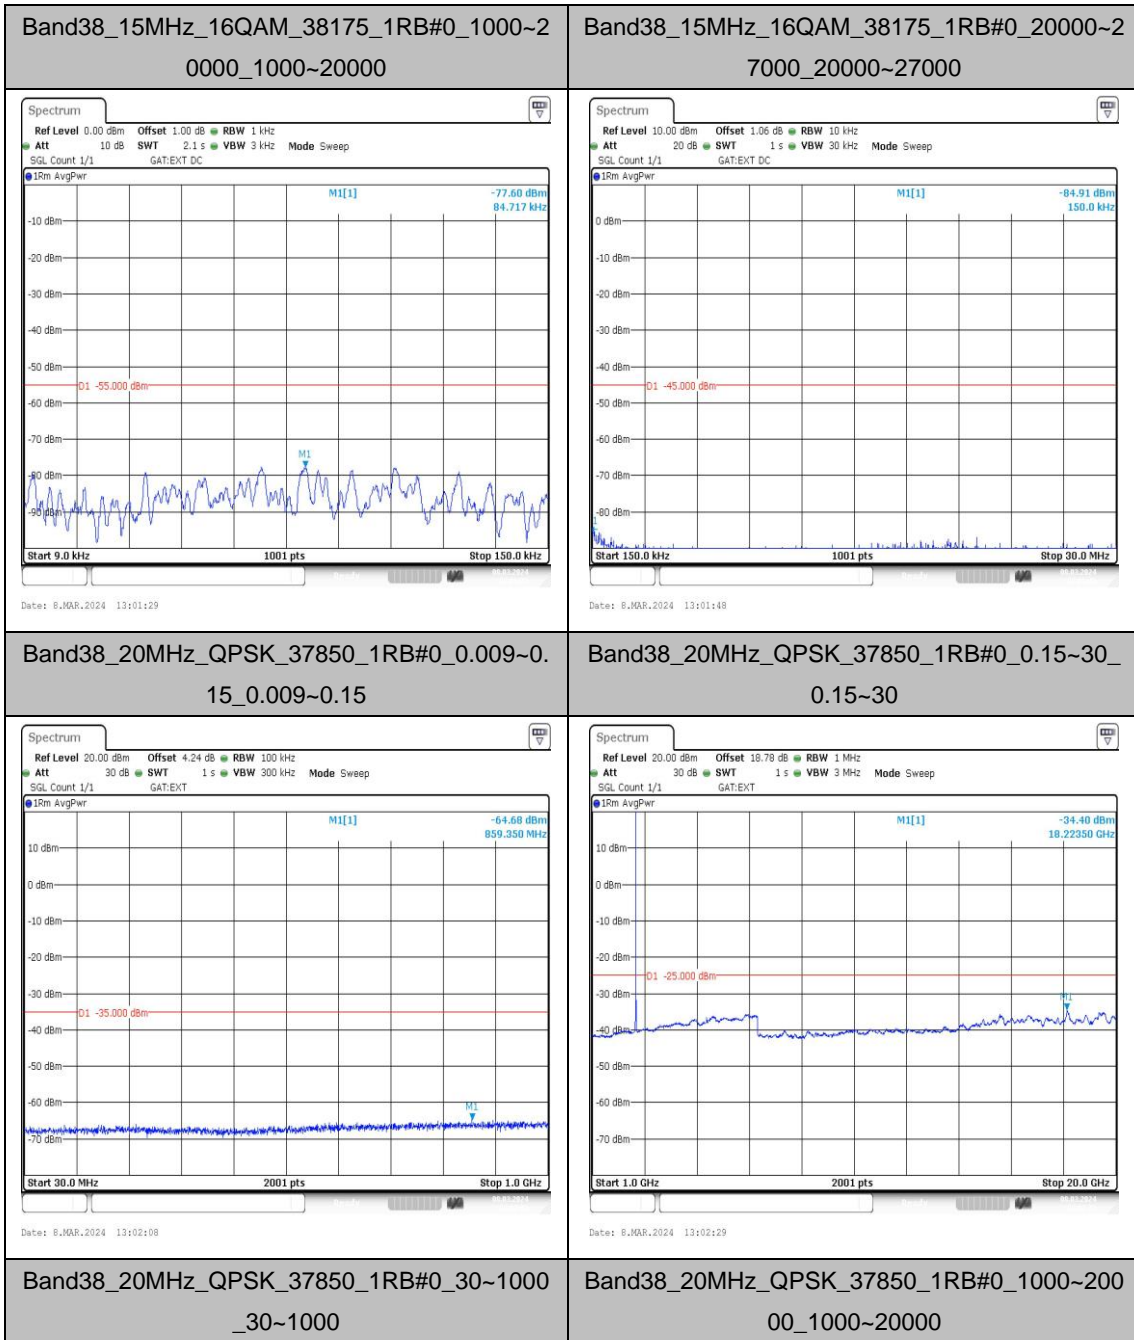 Band38_15MHz_16QAM_38175_1RB#0_1000~2
0000_1000~20000
Band38_15MHz_16QAM_38175_1RB#0_20000~2
7000_20000~27000
Spectrum
Ref Level 0.00 dBm Offset 1.00 dB RBW 1 kHz
Att 10 dB SWT 2.1 s VBW 3 kHz Mode Sweep
SGL Count 1/1 GAT:EXT DC
1Rm AvgPwr
M1[1] -77.60 dBm
84.717 kHz
-10 dBm
-20 dBm
-30 dBm
-40 dBm
-50 dBm
D1 -55.000 dBm
-60 dBm
-70 dBm
M1
-80 dBm
-90 dBm
Start 9.0 kHz 1001 pts Stop 150.0 kHz
Date: 8.MAR.2024 13:01:29
Spectrum
Ref Level 10.00 dBm Offset 1.06 dB RBW 10 kHz
Att 20 dB SWT 1 s VBW 30 kHz Mode Sweep
SGL Count 1/1 GAT:EXT DC
1Rm AvgPwr
M1[1] -84.91 dBm
150.0 kHz
0 dBm
-10 dBm
-20 dBm
-30 dBm
-40 dBm
D1 -45.000 dBm
-50 dBm
-60 dBm
-70 dBm
-80 dBm
Start 150.0 kHz 1001 pts Stop 30.0 MHz
Date: 8.MAR.2024 13:01:48
Band38_20MHz_QPSK_37850_1RB#0_0.009~0.
15_0.009~0.15
Band38_20MHz_QPSK_37850_1RB#0_0.15~30_
0.15~30
Spectrum
Ref Level 20.00 dBm Offset 4.24 dB RBW 100 kHz
Att 30 dB SWT 1 s VBW 300 kHz Mode Sweep
SGL Count 1/1 GAT:EXT
1Rm AvgPwr
M1[1] -64.68 dBm
859.350 MHz
10 dBm
0 dBm
-10 dBm
-20 dBm
-30 dBm
D1 -35.000 dBm
-40 dBm
-50 dBm
-60 dBm
M1
-70 dBm
Start 30.0 MHz 2001 pts Stop 1.0 GHz
Date: 8.MAR.2024 13:02:08
Spectrum
Ref Level 20.00 dBm Offset 18.78 dB RBW 1 MHz
Att 30 dB SWT 1 s VBW 3 MHz Mode Sweep
SGL Count 1/1 GAT:EXT
1Rm AvgPwr
M1[1] -34.40 dBm
18.22350 GHz
10 dBm
0 dBm
-10 dBm
-20 dBm
D1 -25.000 dBm
-30 dBm
M1
-40 dBm
-50 dBm
-60 dBm
-70 dBm
Start 1.0 GHz 2001 pts Stop 20.0 GHz
Date: 8.MAR.2024 13:02:29
Band38_20MHz_QPSK_37850_1RB#0_30~1000
_30~1000
Band38_20MHz_QPSK_37850_1RB#0_1000~200
00_1000~20000